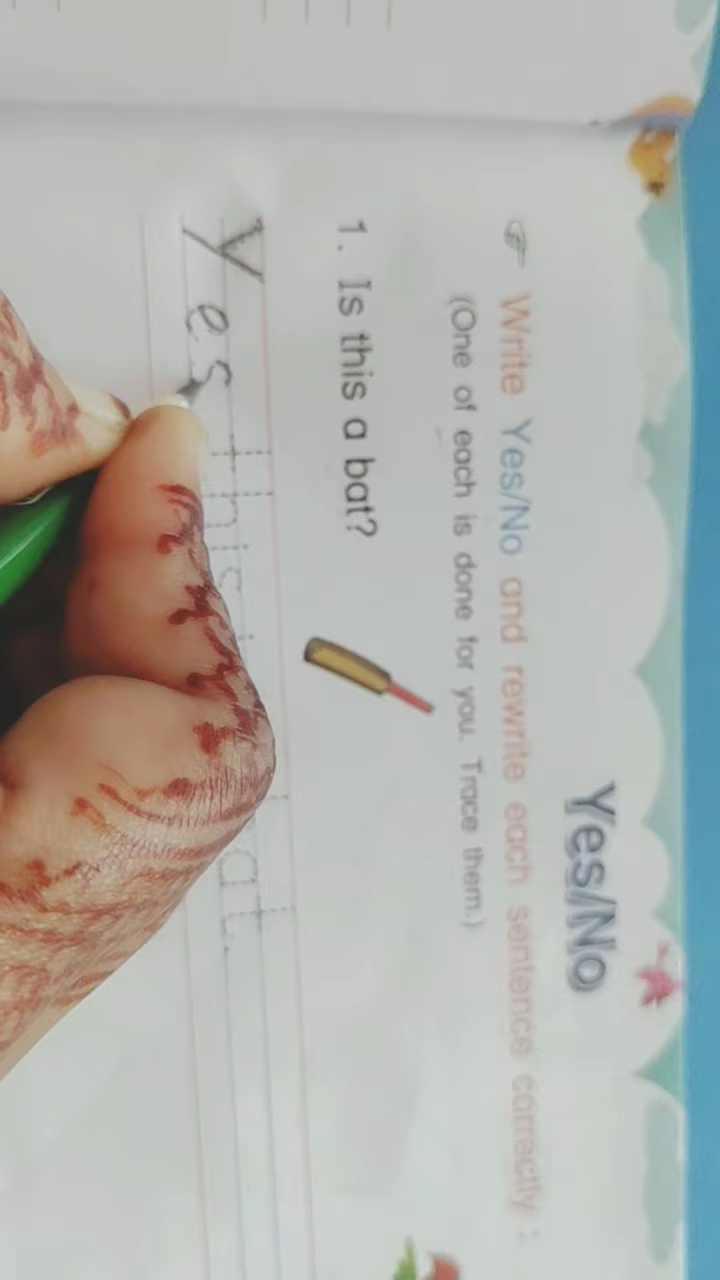 Yes/No
Write Yes/No and rewrite each sentence correctly :
(One of each is done for you. Trace them.)
1. Is this a bat?
Yes this